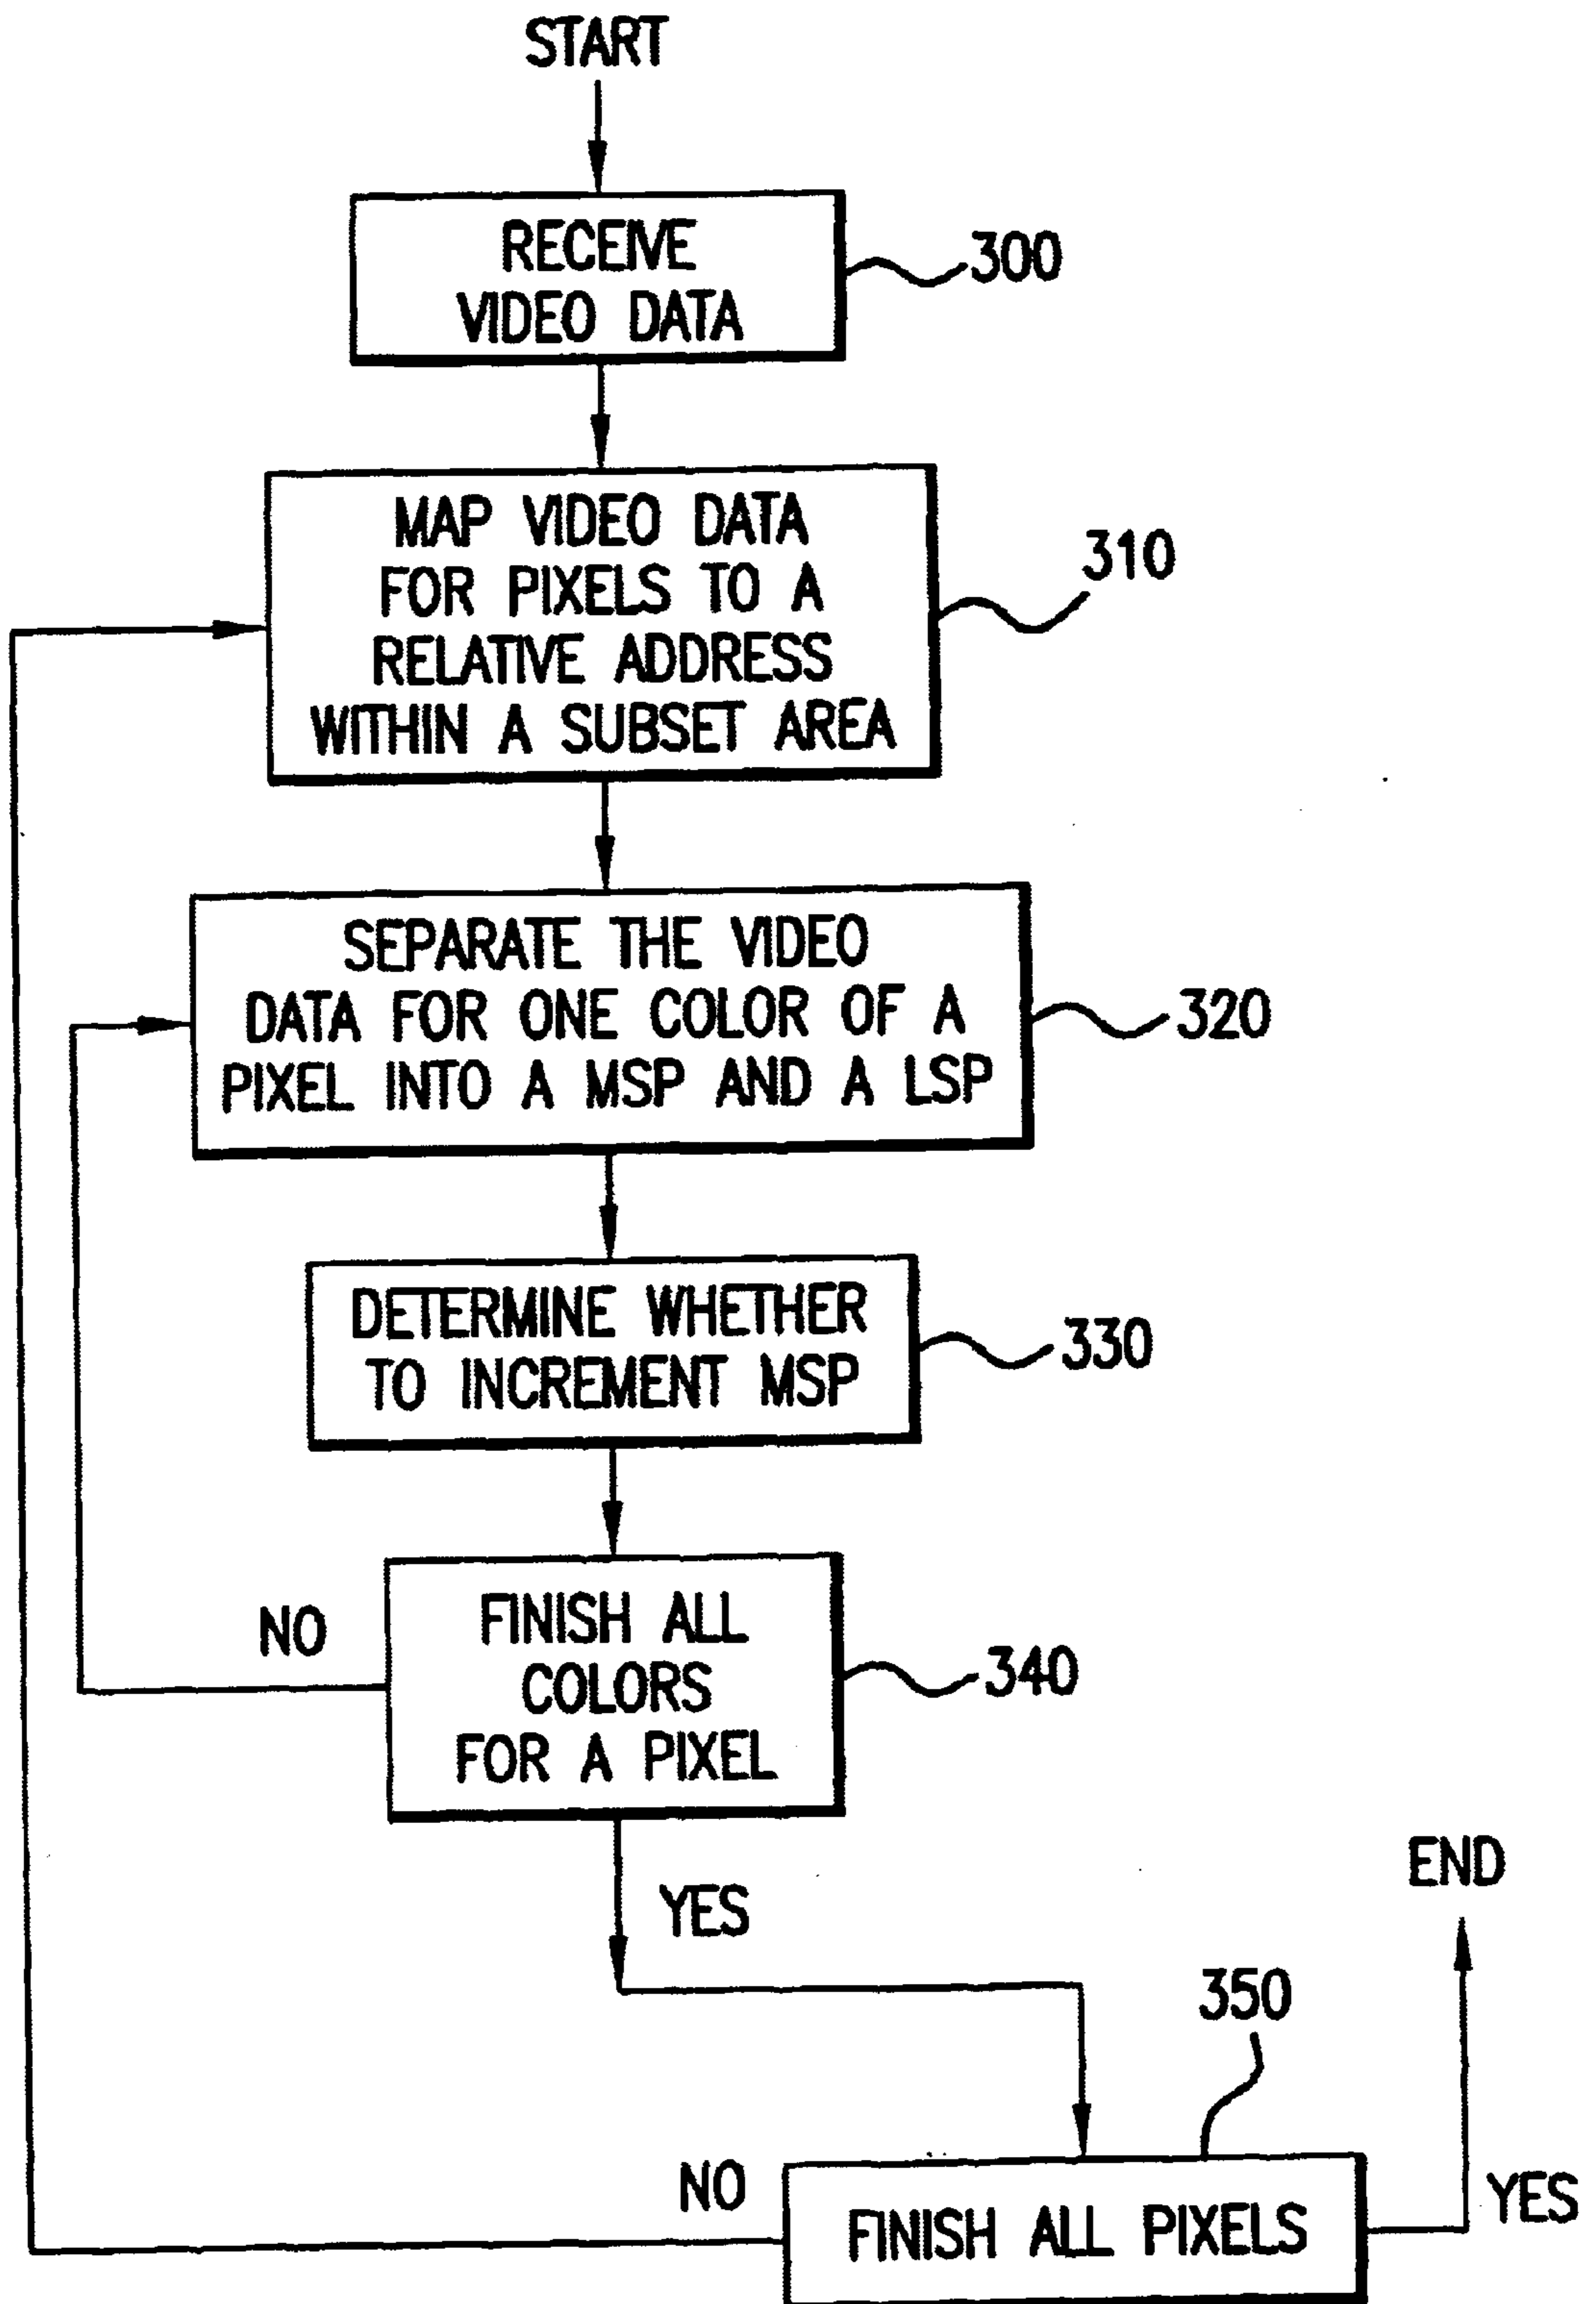 START
RECEIVE
VIDEO DATA
300
MAP VIDEO DATA
FOR PIXELS TO A
RELATIVE ADDRESS
WITHIN A SUBSET AREA
310
SEPARATE THE VIDEO
DATA FOR ONE COLOR OF A
PIXEL INTO A MSP AND A LSP
320
DETERMINE WHETHER
TO INCREMENT MSP
330
FINISH ALL
COLORS
FOR A PIXEL
340
NO
YES
END
350
NO
FINISH ALL PIXELS
YES